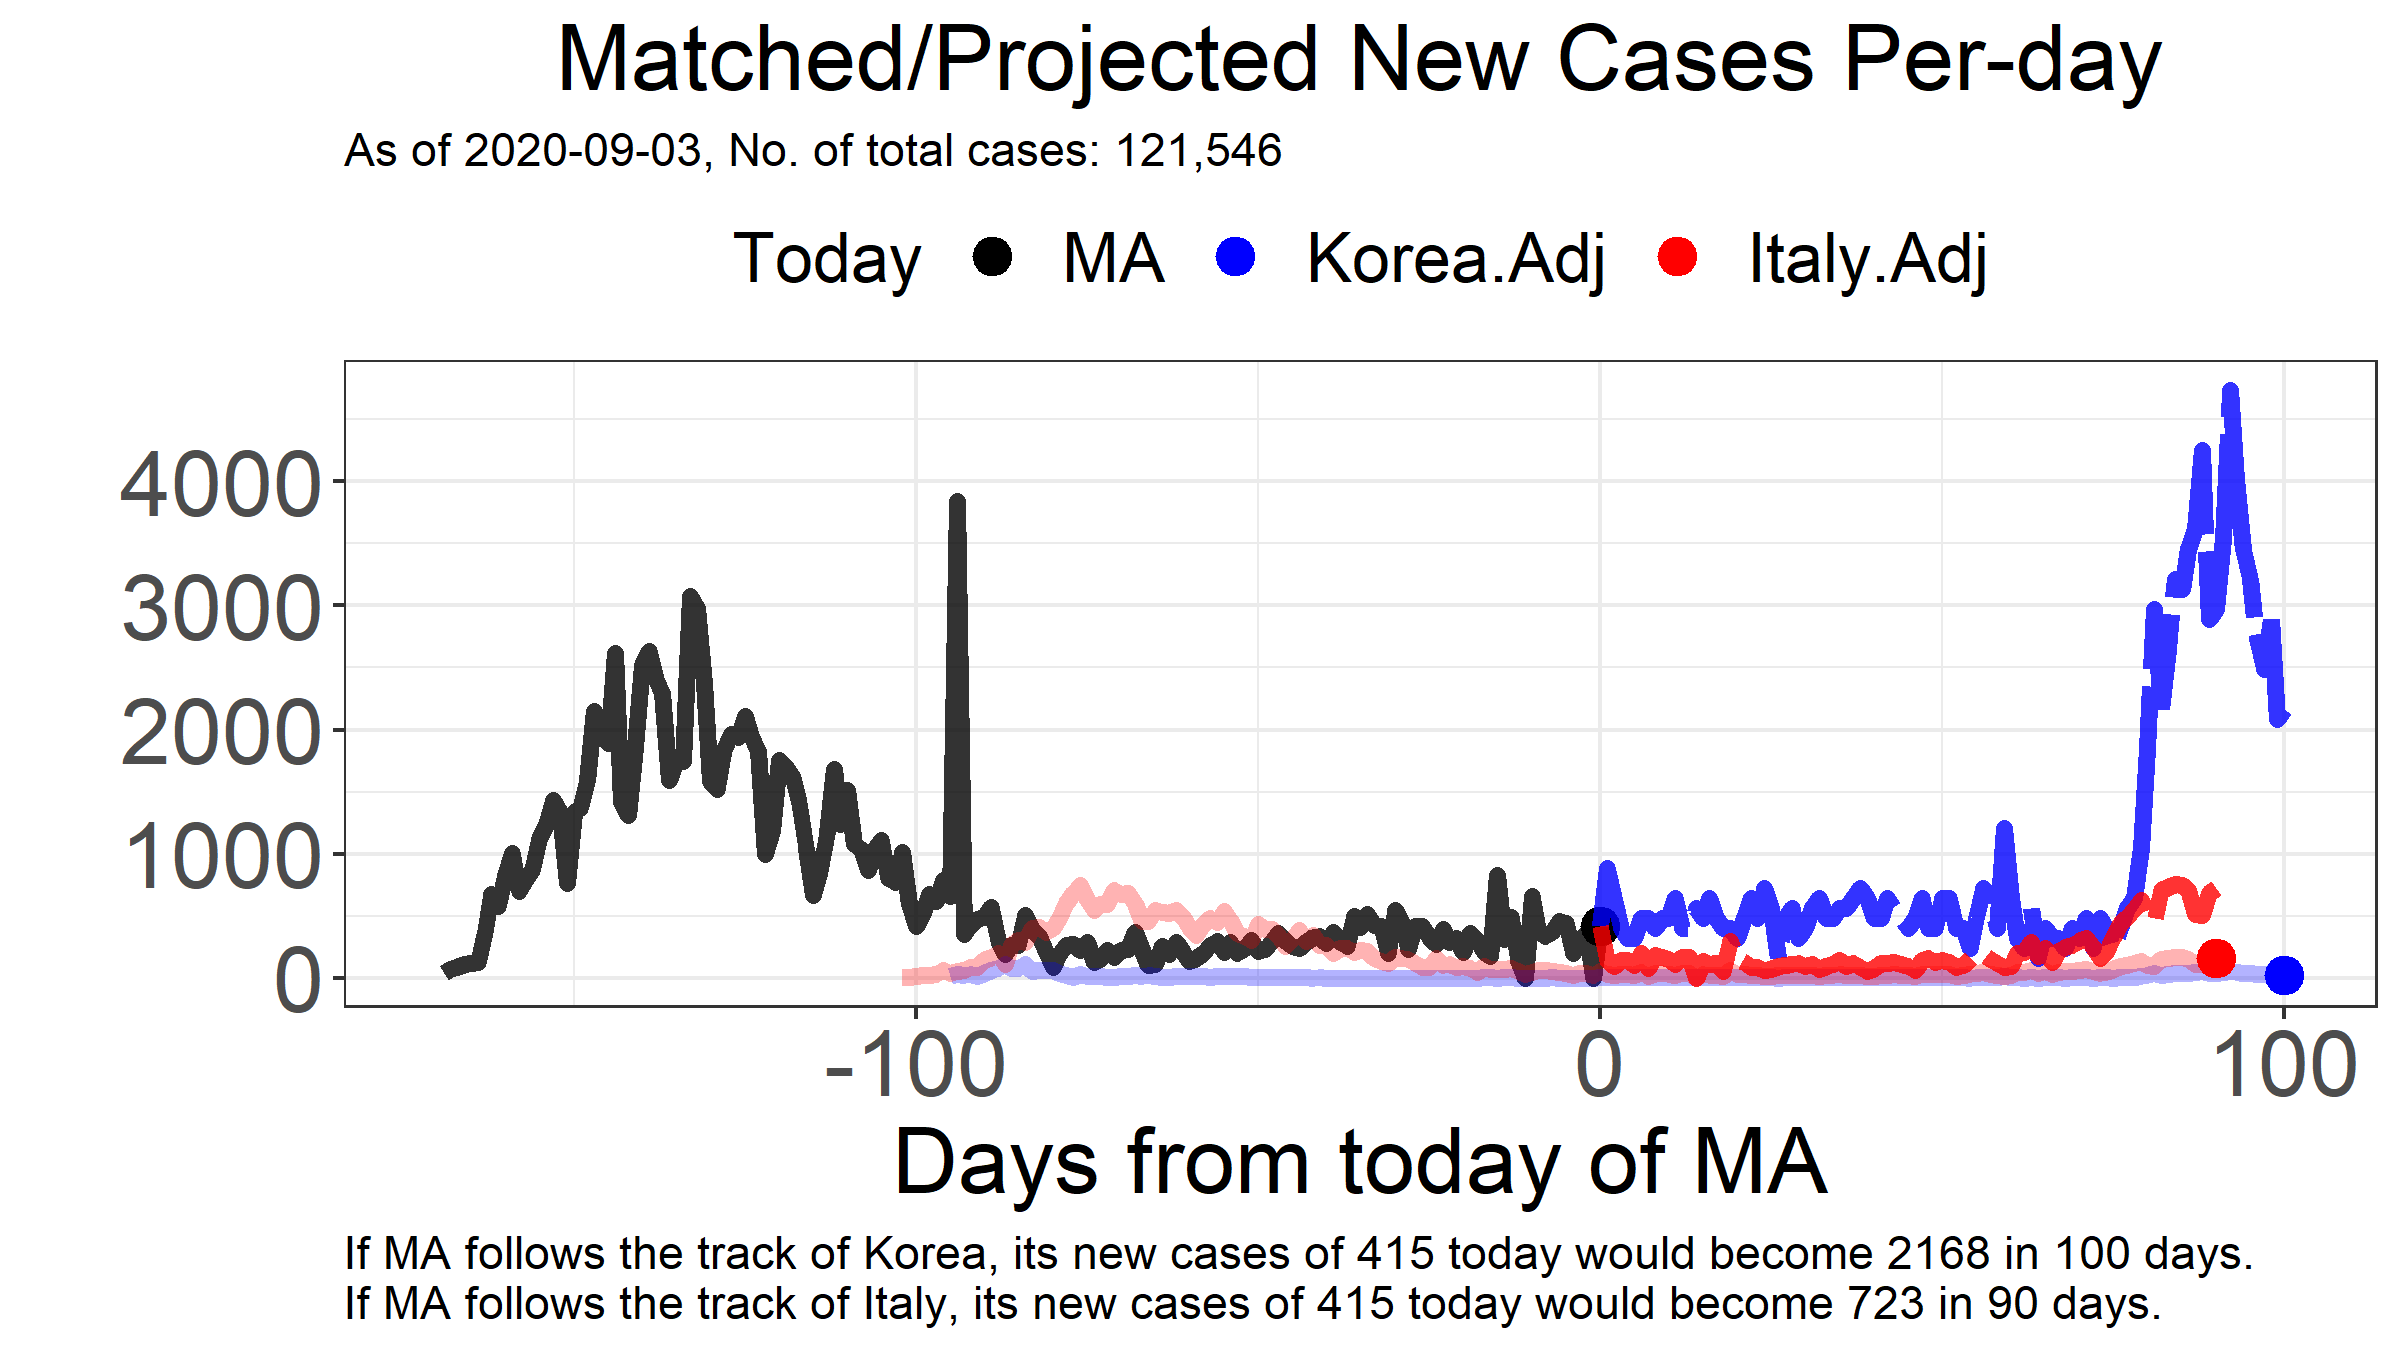 Matched/Projected New Cases Per-day
As of 2020-09-03, No. of total cases: 121,546
Today MA Korea.Adj Italy.Adj
4000
3000
2000
1000
0
-100 0 100
Days from today of MA
If MA follows the track of Korea, its new cases of 415 today would become 2168 in 100 days.
If MA follows the track of Italy, its new cases of 415 today would become 723 in 90 days.